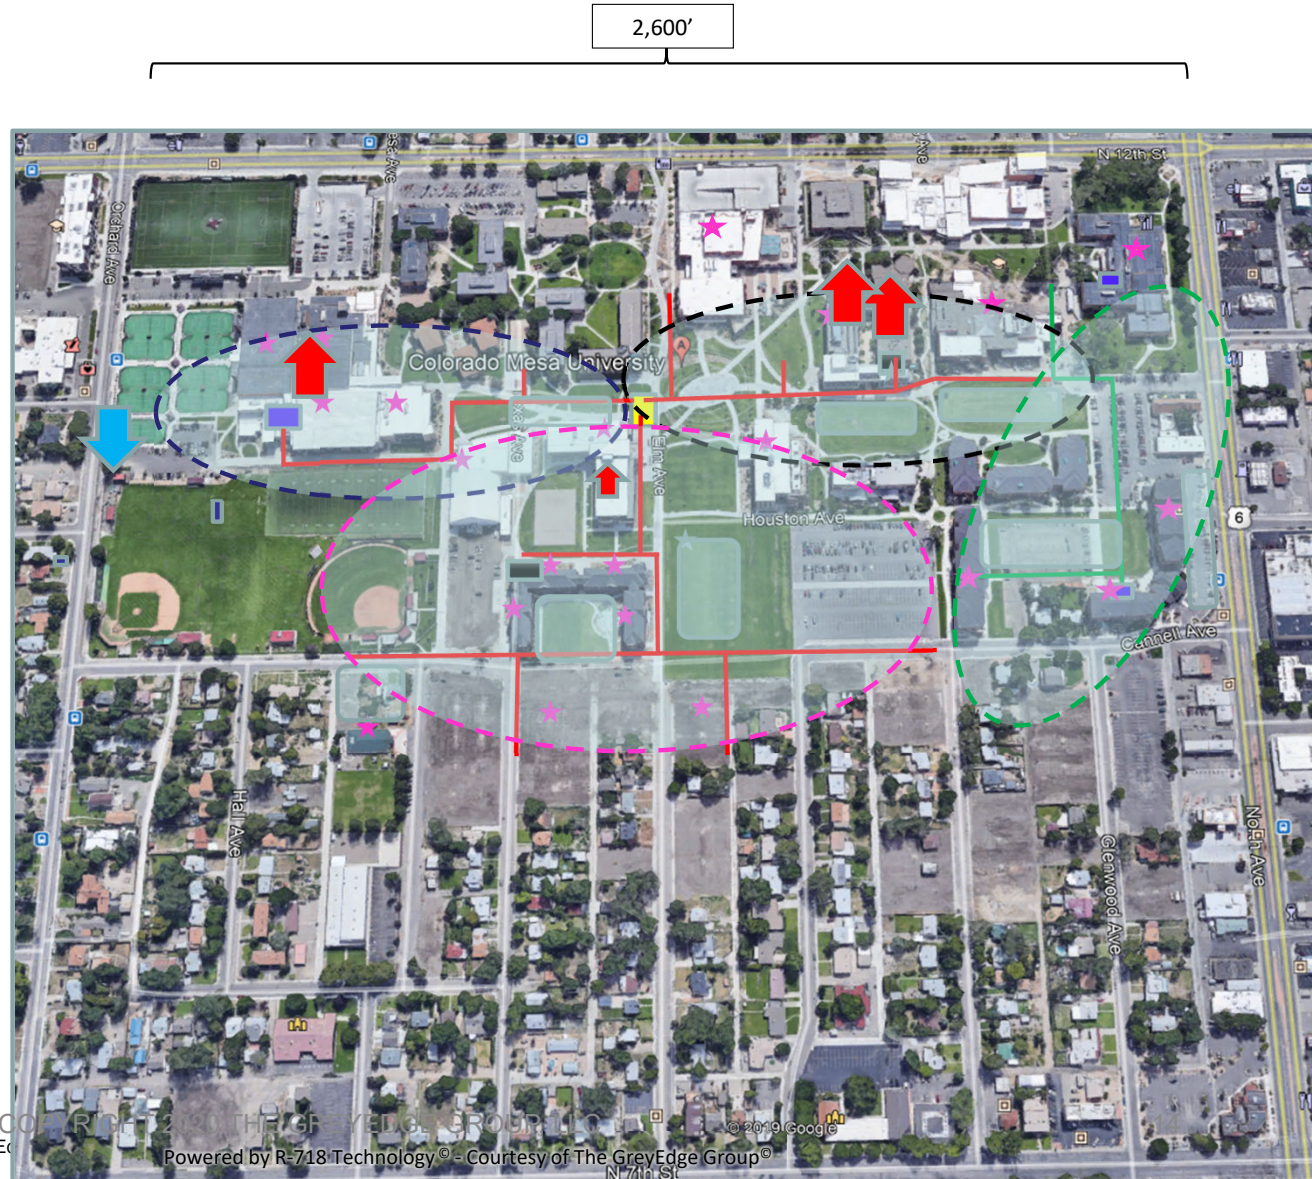 2,600’
N 12th St
Orchard Ave
Ave
Colorado Mesa University
A
Elm Ave
Houston Ave
6
Cannell Ave
Hall Ave
Glenwood Ave
North Ave
© 2019 Google
Powered by R-718 Technology© - Courtesy of The GreyEdge Group©
N 7th St